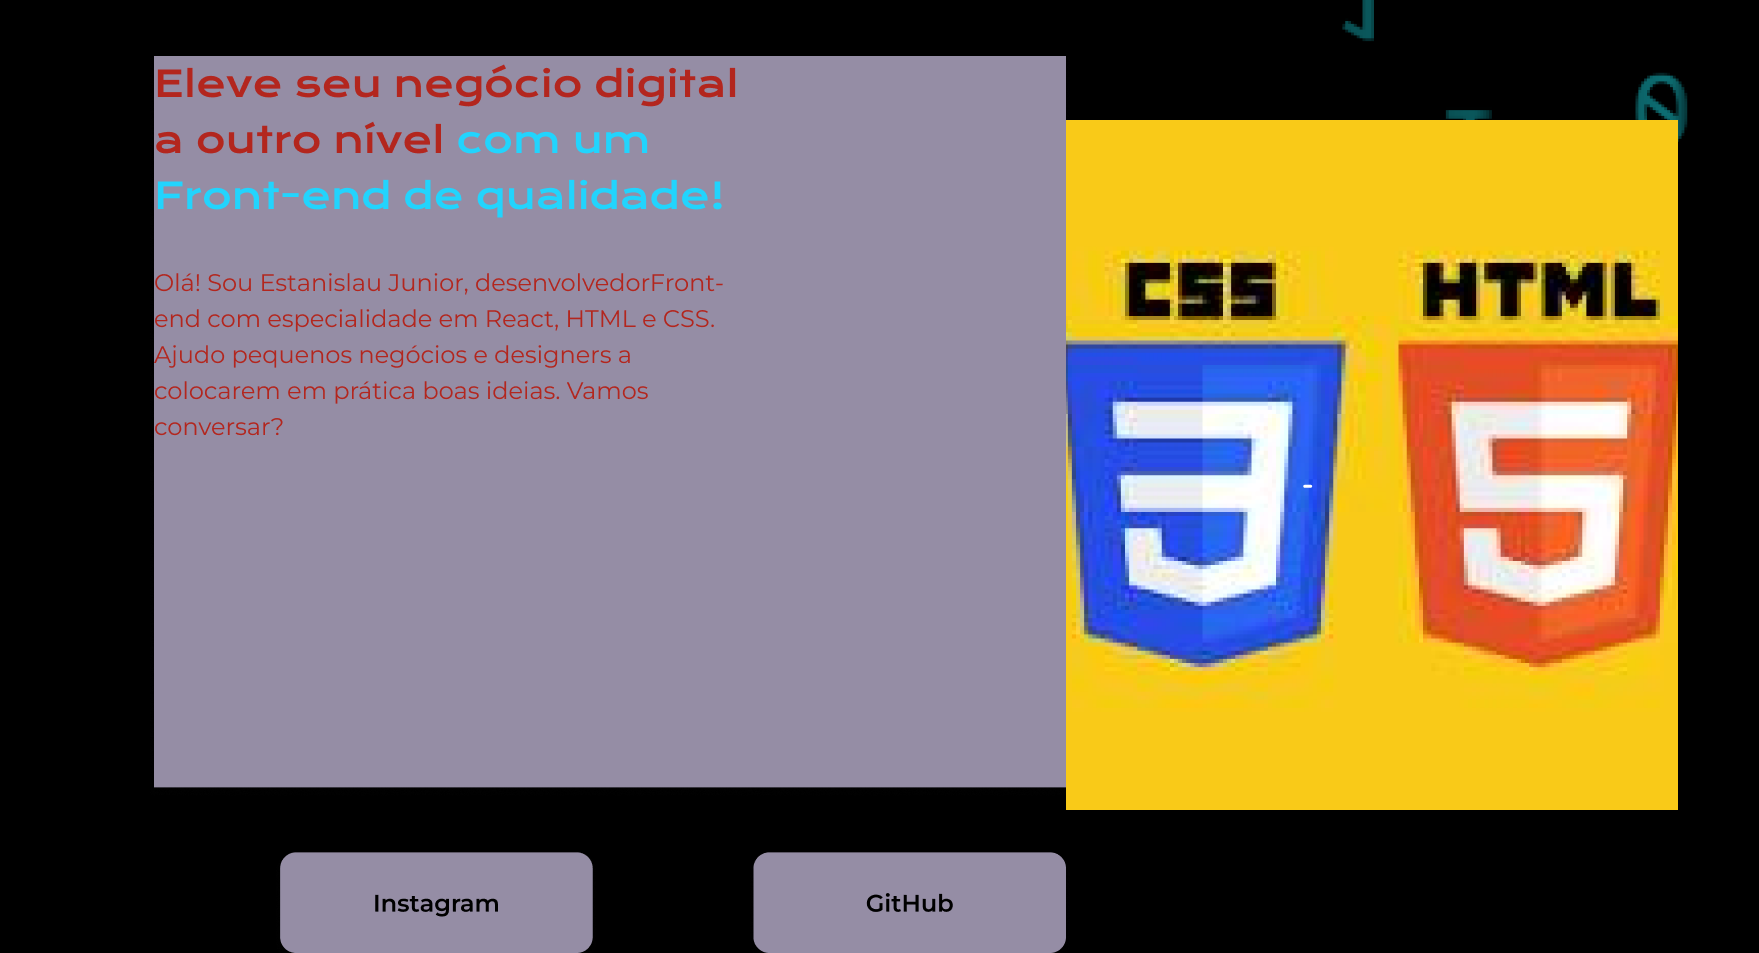 Eleve seu negócio digital
a outro nível com um
Front-end de qualidade!
Olá! Sou Estanislau Junior, desenvolvedorFront-
end com especialidade em React, HTML e CSS.
Ajudo pequenos negócios e designers a
colocarem em prática boas ideias. Vamos
conversar?
CSS
HTML
3
5
Instagram
GitHub